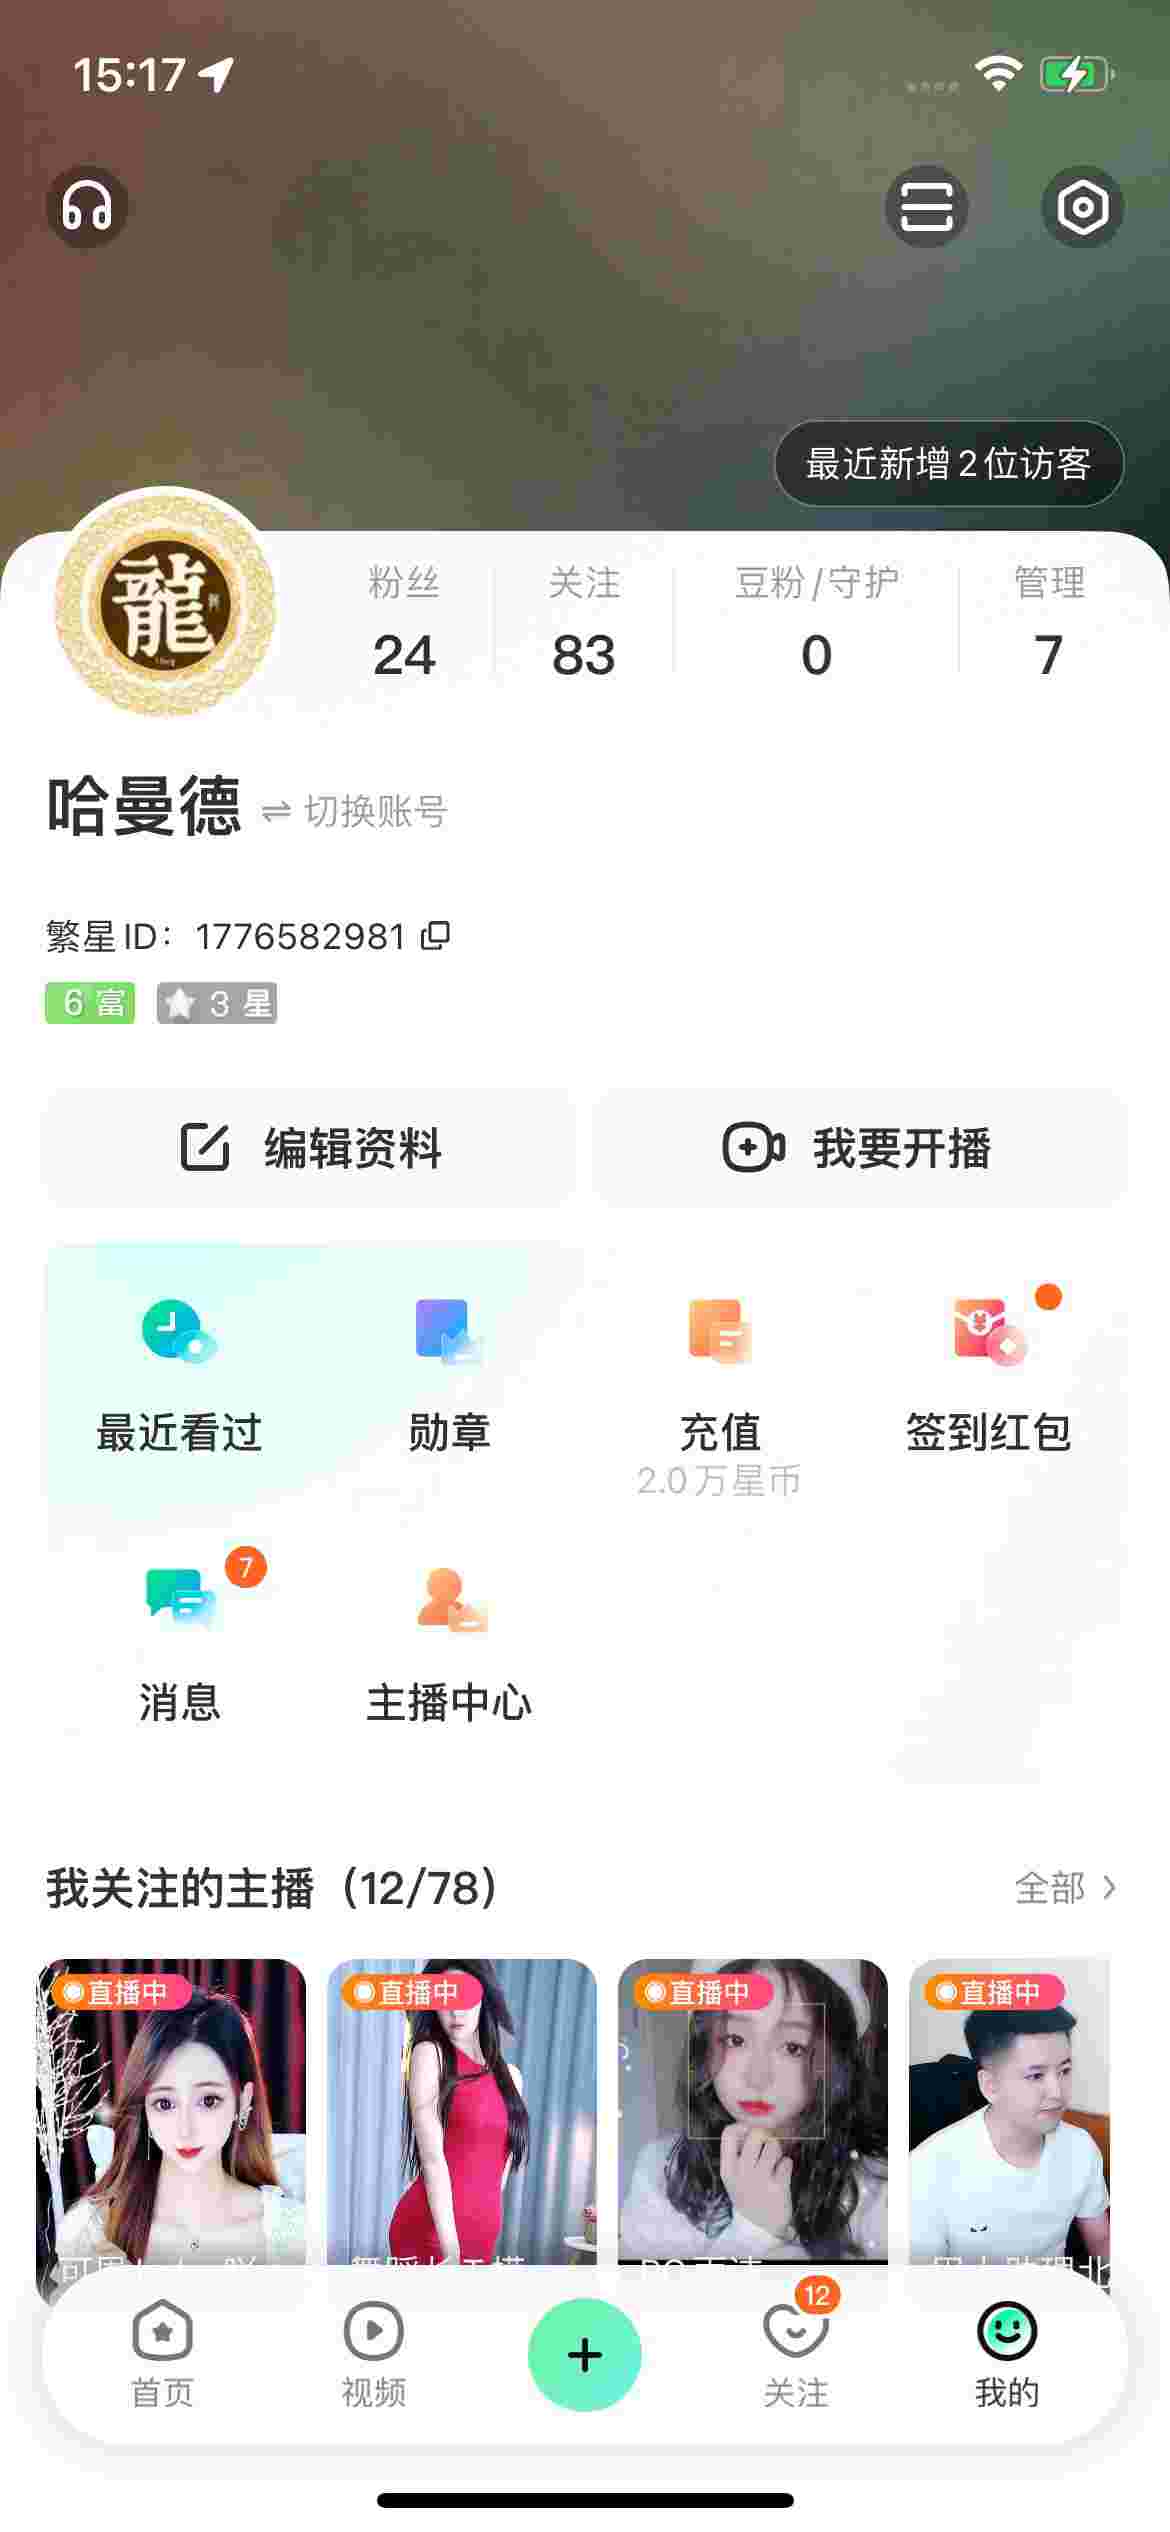 15:17
最近新增2位访客
龍
粉丝 关注 豆粉/守护 管理
24 83 0 7
哈曼德 切换账号
繁星ID: 1776582981
6 富 3 星
编辑资料 我要开播
最近看过 勋章 充值 签到红包
2.0万星币
7
消息 主播中心
我关注的主播（12/78） 全部
直播中 直播中 直播中 直播中
12
首页 视频 关注 我的